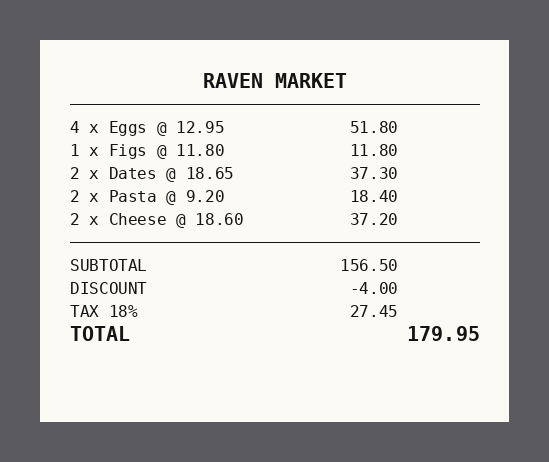 RAVEN MARKET
4 x Eggs @ 12.95 51.80
1 x Figs @ 11.80 11.80
2 x Dates @ 18.65 37.30
2 x Pasta @ 9.20 18.40
2 x Cheese @ 18.60 37.20
SUBTOTAL 156.50
DISCOUNT -4.00
TAX 18% 27.45
TOTAL 179.95